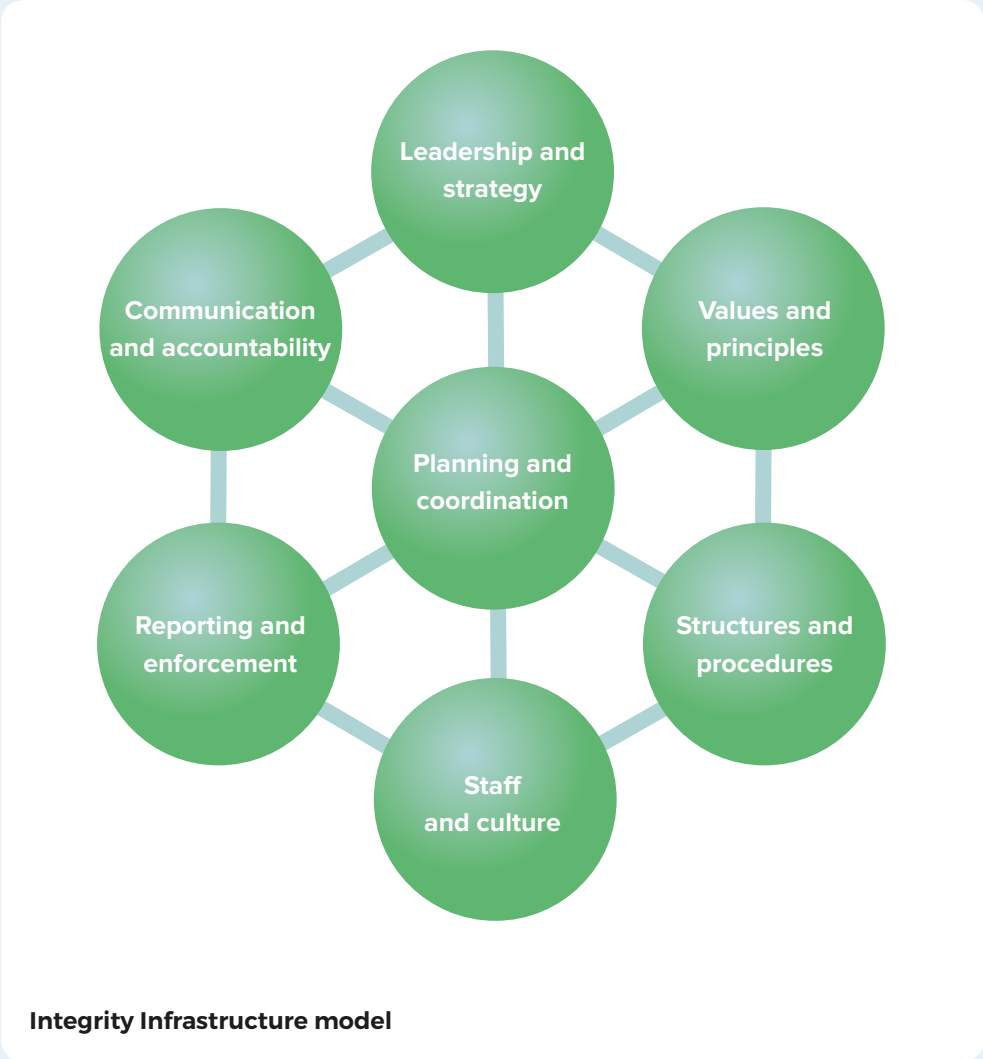 Leadership and
strategy
Communication
and accountability
Values and
principles
Planning and
coordination
Reporting and
enforcement
Structures and
procedures
Staff
and culture
Integrity Infrastructure model